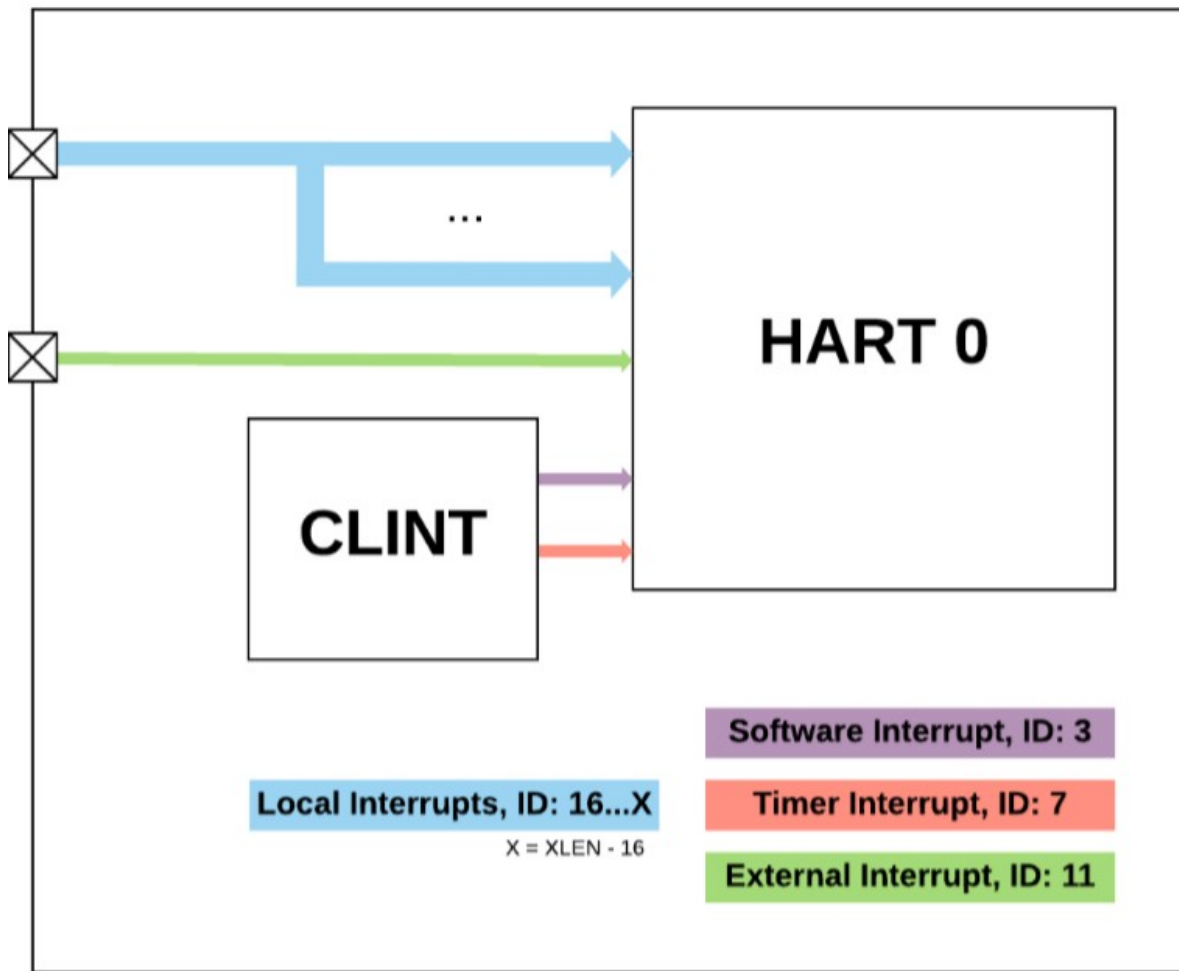 ...
HART 0
CLINT
Software Interrupt, ID: 3
Local Interrupts, ID: 16...X
Timer Interrupt, ID: 7
X = XLEN - 16
External Interrupt, ID: 11